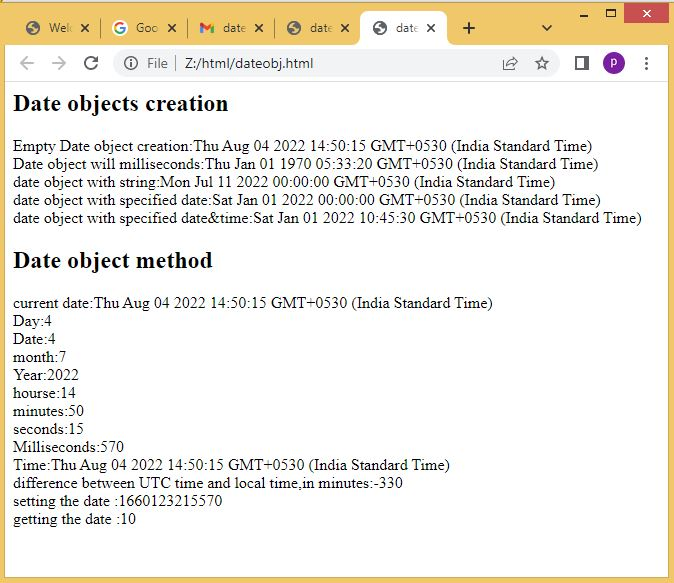 Wel
Goo
date
date
date
File
Z:/html/dateobj.html
p
Date objects creation
Empty Date object creation:Thu Aug 04 2022 14:50:15 GMT+0530 (India Standard Time)
Date object will milliseconds:Thu Jan 01 1970 05:33:20 GMT+0530 (India Standard Time)
date object with string:Mon Jul 11 2022 00:00:00 GMT+0530 (India Standard Time)
date object with specified date:Sat Jan 01 2022 00:00:00 GMT+0530 (India Standard Time)
date object with specified date&time:Sat Jan 01 2022 10:45:30 GMT+0530 (India Standard Time)
Date object method
current date:Thu Aug 04 2022 14:50:15 GMT+0530 (India Standard Time)
Day:4
Date:4
month:7
Year:2022
hourse:14
minutes:50
seconds:15
Milliseconds:570
Time:Thu Aug 04 2022 14:50:15 GMT+0530 (India Standard Time)
difference between UTC time and local time,in minutes:-330
setting the date :1660123215570
getting the date :10